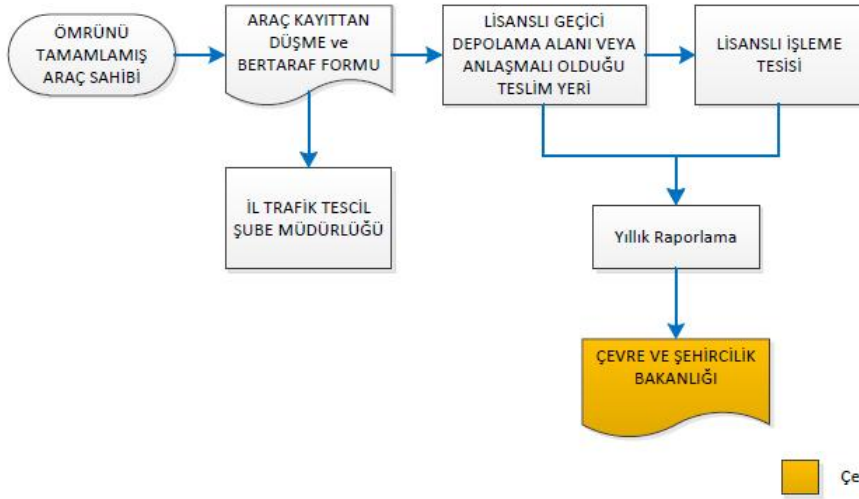 ÖMRÜNÜ
TAMAMLAMIŞ
ARAÇ SAHİBİ
ARAÇ KAYITTAN
DÜŞME ve
BERTARAF FORMU
LİSANSLI GEÇİCİ
DEPOLAMA ALANI VEYA
ANLAŞMALI OLDUĞU
TESLİM YERİ
LİSANSLI İŞLEME
TESİSİ
İL TRAFİK TESCİL
ŞUBE MÜDÜRLÜĞÜ
Yıllık Raporlama
ÇEVRE VE ŞEHİRCİLİK
BAKANLIĞI
Çe